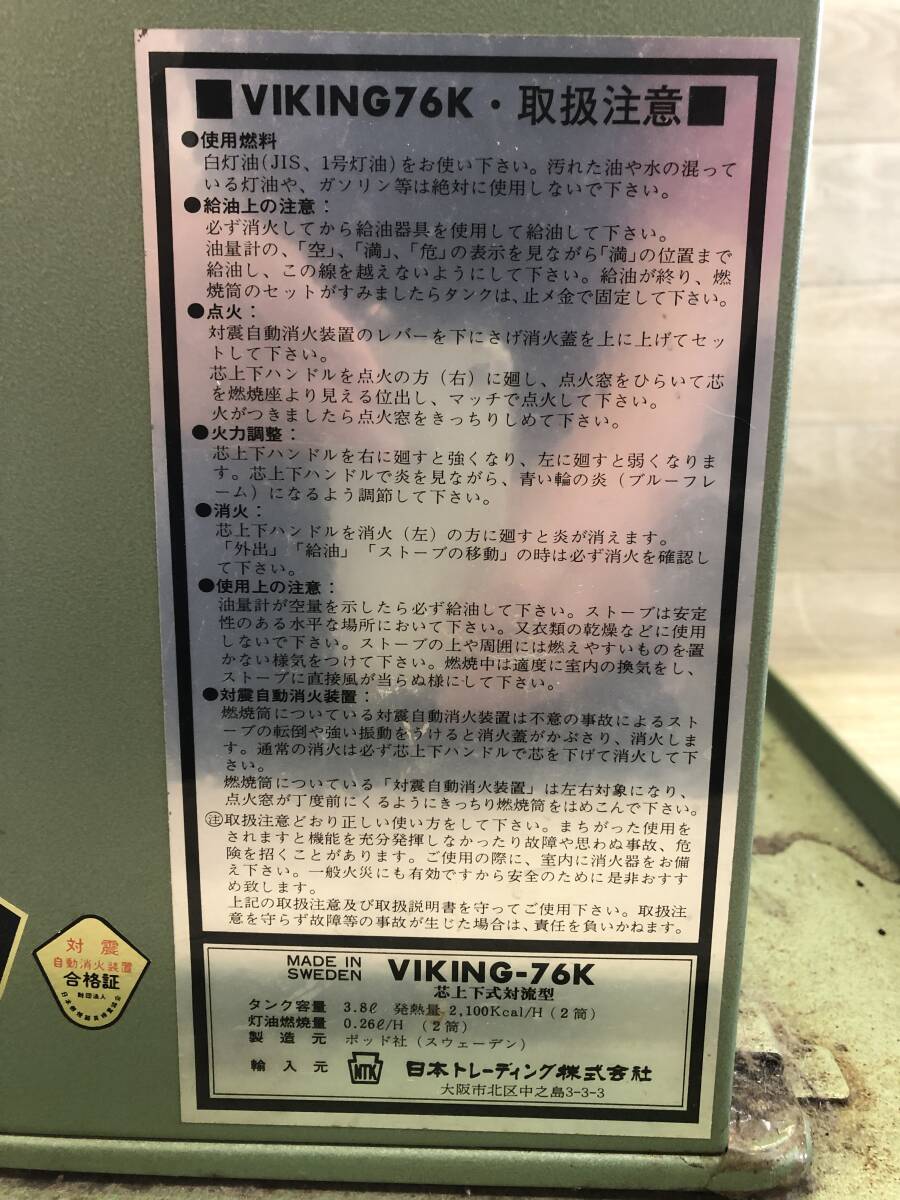 ■VIKING76K・取扱注意■
●使用燃料
白灯油(JIS、1号灯油)をお使い下さい。汚れた油や水の混って
いる灯油や、ガソリン等は絶対に使用しないで下さい。
●給油上の注意:
必ず消火してから給油器具を使用して給油して下さい。
油量計の、「空」、「満」、「危」の表示を見ながら「満」の位置まで
給油し、この線を越えないようにして下さい。給油が終り、燃
焼筒のセットがすみましたらタンクは、止メ金で固定して下さい。
●点火:
対震自動消火装置のレバーを下にさげ消火蓋を上に上げてセッ
トして下さい。
芯上下ハンドルを点火の方(右)に廻し、点火窓をひらいて芯
を燃焼座より見える位出し、マッチで点火して下さい。
火がつきましたら点火窓をきっちりしめて下さい。
●火力調整:
芯上下ハンドルを右に廻すと強くなり、左に廻すと弱くなりま
す。芯上下ハンドルで炎を見ながら、青い輪の炎(ブルーフレ
ーム)になるよう調節して下さい。
●消火:
芯上下ハンドルを消火(左)の方に廻すと炎が消えます。
「外出」「給油」「ストーブの移動」の時は必ず消火を確認し
て下さい。
●使用上の注意:
油量計が空量を示したら必ず給油して下さい。ストーブは安定
性のある水平な場所において下さい。又衣類の乾燥などに使用
しないで下さい。ストーブの上や周囲には燃えやすいものを置
かない様気をつけて下さい。燃焼中は適度に室内の換気をし、
ストーブに直接風が当らぬ様にして下さい。
●対震自動消火装置:
燃焼筒についている対震自動消火装置は不意の事故によるスト
ーブの転倒や強い振動をうけると消火蓋がかぶさり、消火しま
す。通常の消火は必ず芯上下ハンドルで芯を下げて消火して下
さい。
燃焼筒についている「対震自動消火装置」は左右対象になり、
点火窓が丁度前にくるようにきっちり燃焼筒をはめこんで下さい。
㊟取扱注意どおり正しい使い方をして下さい。まちがった使用を
されますと機能を充分発揮しなかったり故障や思わぬ事故、危
険を招くことがあります。ご使用の際に、室内に消火器をお備
え下さい。一般火災にも有効ですから安全のために是非おすす
め致します。
上記の取扱注意及び取扱説明書を守ってご使用下さい。取扱注
意を守らず故障等の事故が生じた場合は、責任を負いかねます。
MADE IN
SWEDEN VIKING-76K
芯上下式対流型
タンク容量 3.8ℓ 発熱量 2,100Kcal/H(2筒)
灯油燃焼量 0.26ℓ/H (2筒)
製造元 ポッド社(スウェーデン)
輸入元 NTK 日本トレーディング株式会社
大阪市北区中之島3-3-3
対震
自動消火装置
合格証
財団法人